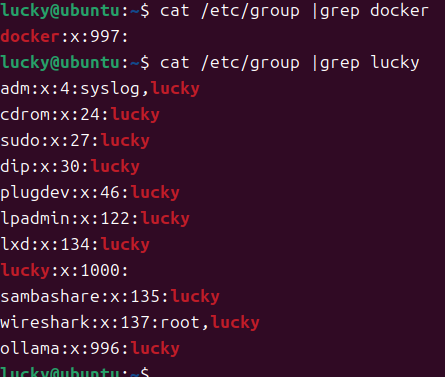 lucky@ubuntu:~$ cat /etc/group |grep docker
docker:x:997:
lucky@ubuntu:~$ cat /etc/group |grep lucky
adm:x:4:syslog,lucky
cdrom:x:24:lucky
sudo:x:27:lucky
dip:x:30:lucky
plugdev:x:46:lucky
lpadmin:x:122:lucky
lxd:x:134:lucky
lucky:x:1000:
sambashare:x:135:lucky
wireshark:x:137:root,lucky
ollama:x:996:lucky
lucky@ubuntu:~$